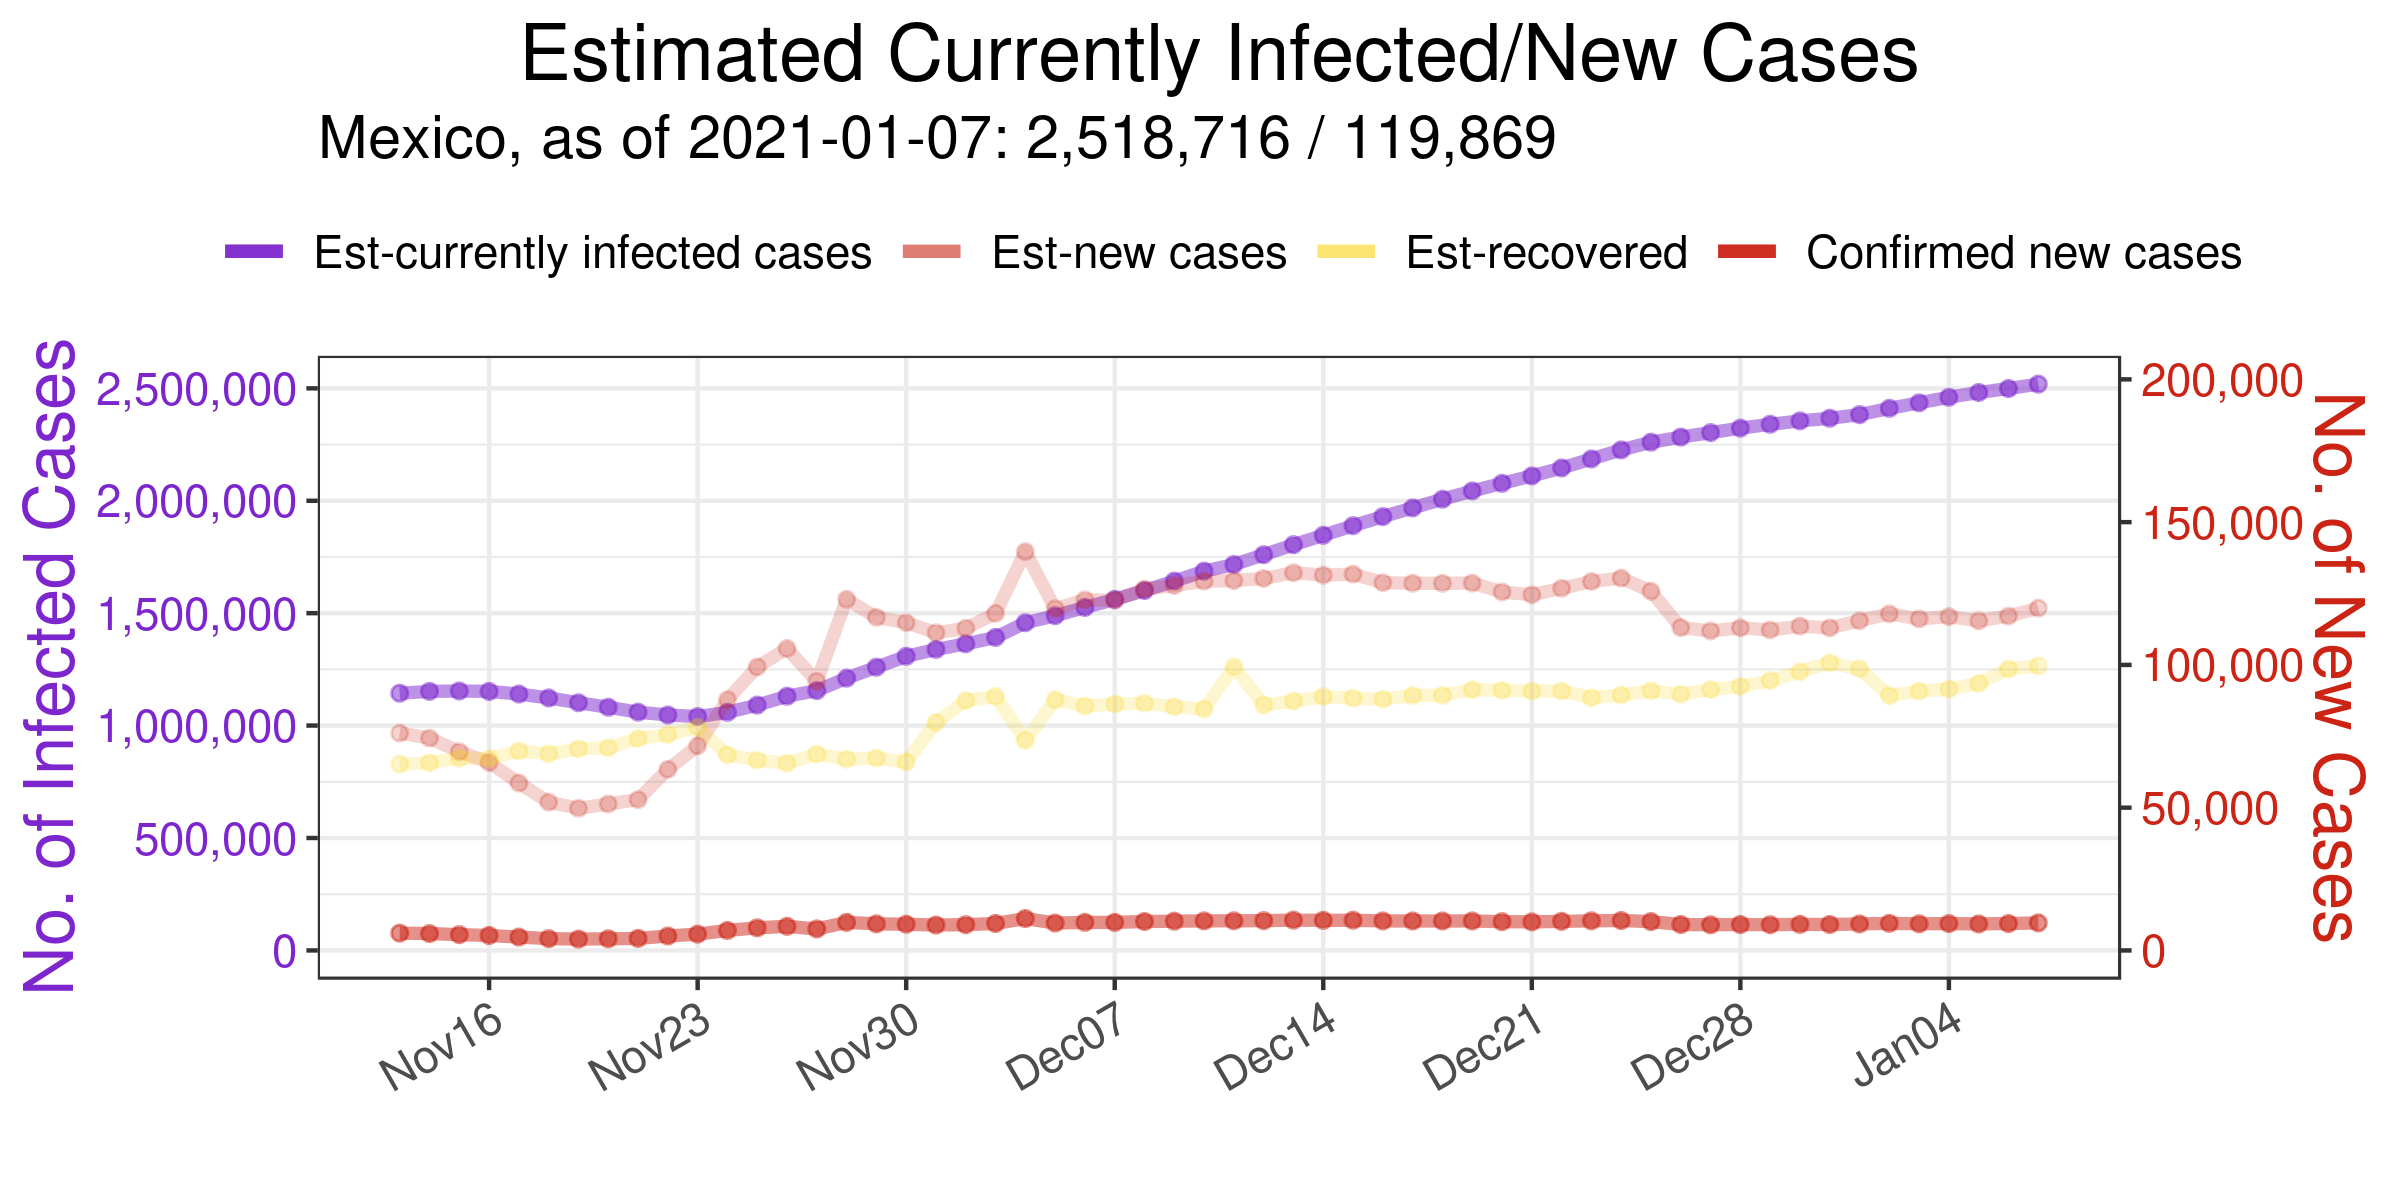 Estimated Currently Infected/New Cases
Mexico, as of 2021-01-07: 2,518,716 / 119,869
Est-currently infected cases Est-new cases Est-recovered Confirmed new cases
No. of Infected Cases
2,500,000
2,000,000
1,500,000
1,000,000
500,000
0
200,000
150,000
100,000
50,000
0
No. of New Cases
Nov16 Nov23 Nov30 Dec07 Dec14 Dec21 Dec28 Jan04